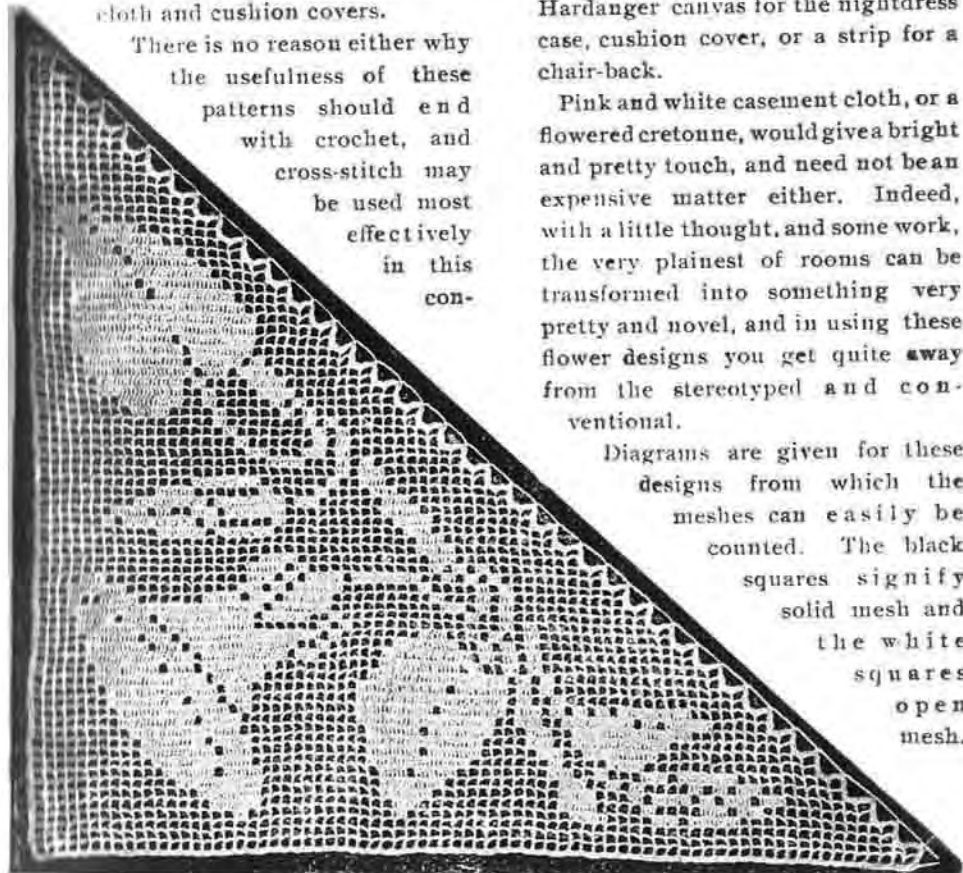 cloth and cushion covers.
There is no reason either why
the usefulness of these
patterns should end
with crochet, and
cross-stitch may
be used most
effectively
in this
con-
Hardanger canvas for the nightdress
case, cushion cover, or a strip for a
chair-back.
Pink and white casement cloth, or a
flowered cretonne, would give a bright
and pretty touch, and need not be an
expensive matter either. Indeed,
with a little thought, and some work,
the very plainest of rooms can be
transformed into something very
pretty and novel, and in using these
flower designs you get quite away
from the stereotyped and con-
ventional.
Diagrams are given for these
designs from which the
meshes can easily be
counted. The black
squares signify
solid mesh and
the white
squares
open
mesh.